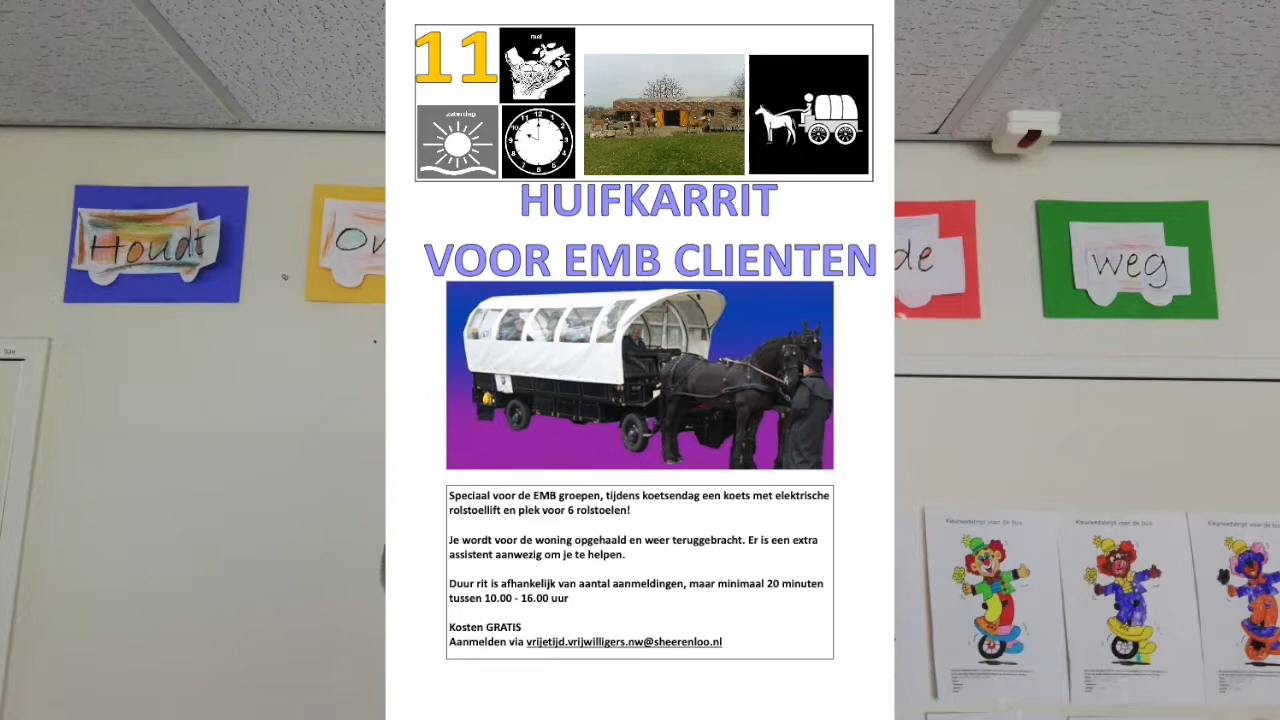 11
mei
zaterdag
HUIFKARRIT
VOOR EMB CLIENTEN
Houdt
de
weg
Speciaal voor de EMB groepen, tijdens koetsendag een koets met elektrische
rolstoellift en plek voor 6 rolstoelen!
Je wordt voor de woning opgehaald en weer teruggebracht. Er is een extra
assistent aanwezig om je te helpen.
Duur rit is afhankelijk van aantal aanmeldingen, maar minimaal 20 minuten
tussen 10.00 - 16.00 uur
Kosten GRATIS
Aanmelden via vrijetijd.vrijwilligers.nw@sheerenloo.nl
Kleurwedstrijd voor de bus
Kleurwedstrijd voor de bus
Kleurwedstrijd voor